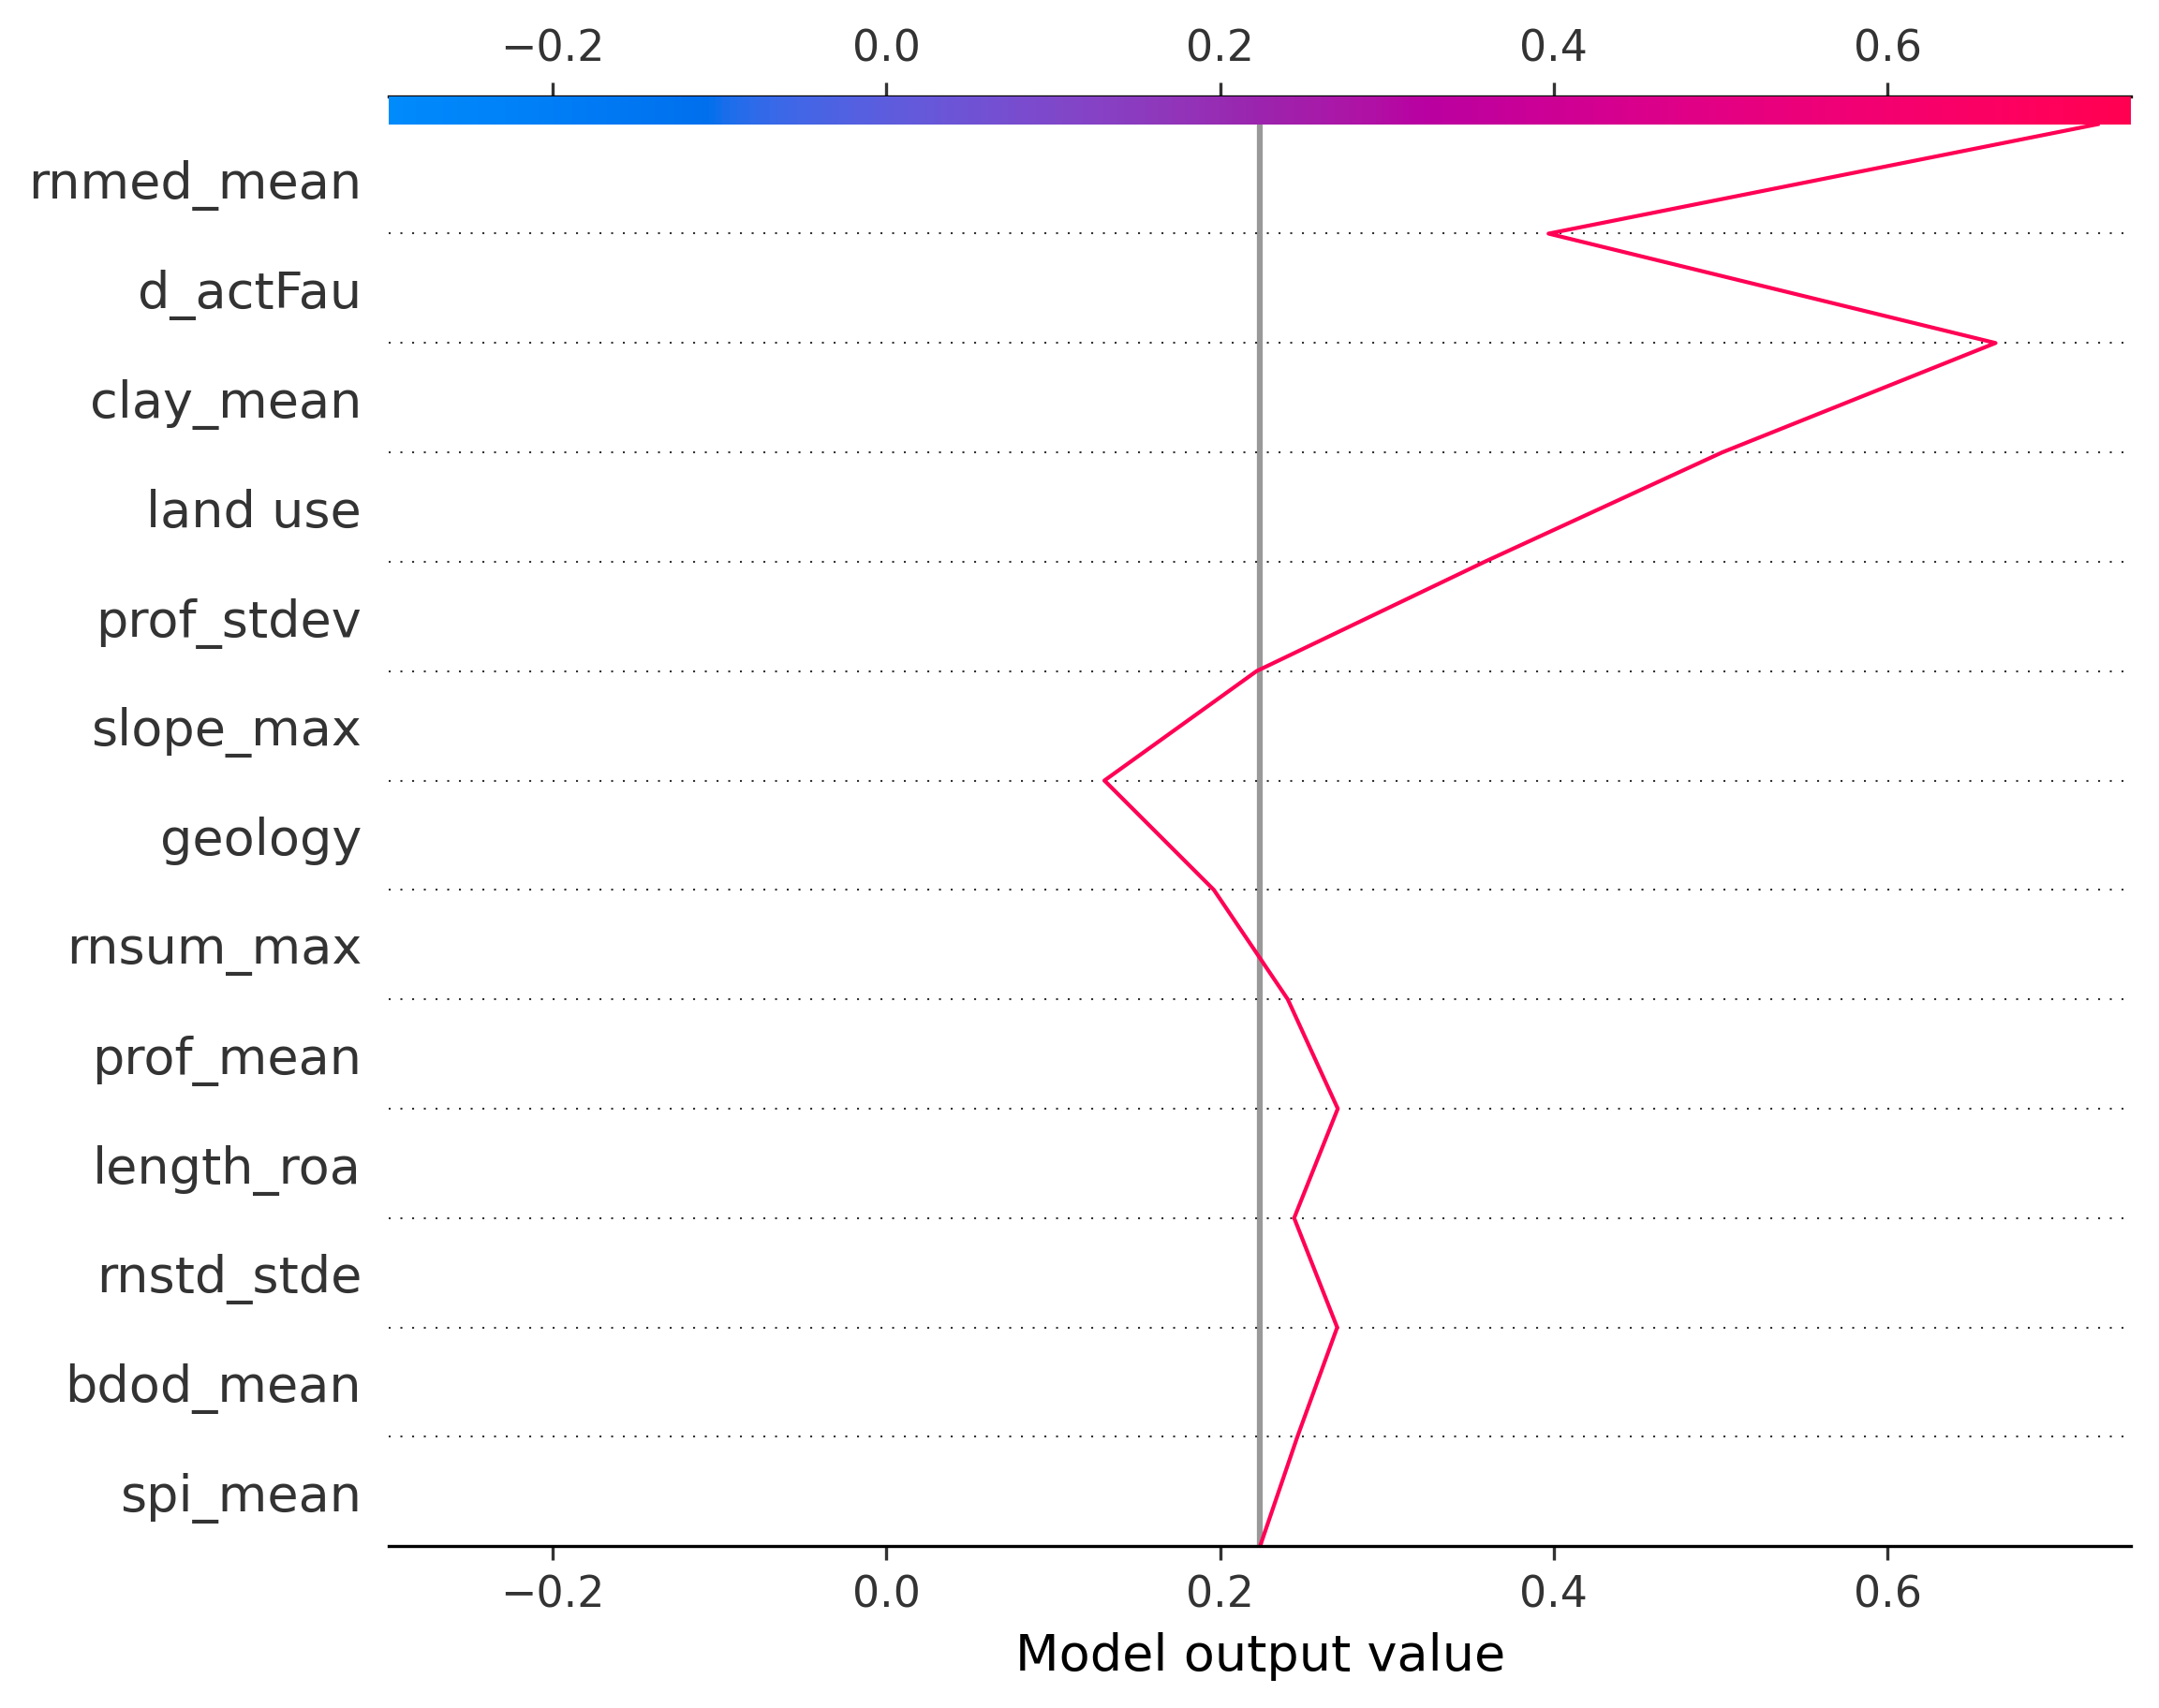 −0.2 0.0 0.2 0.4 0.6
rnmed_mean
d_actFau
clay_mean
land use
prof_stdev
slope_max
geology
rnsum_max
prof_mean
length_roa
rnstd_stde
bdod_mean
spi_mean
−0.2 0.0 0.2 0.4 0.6
Model output value